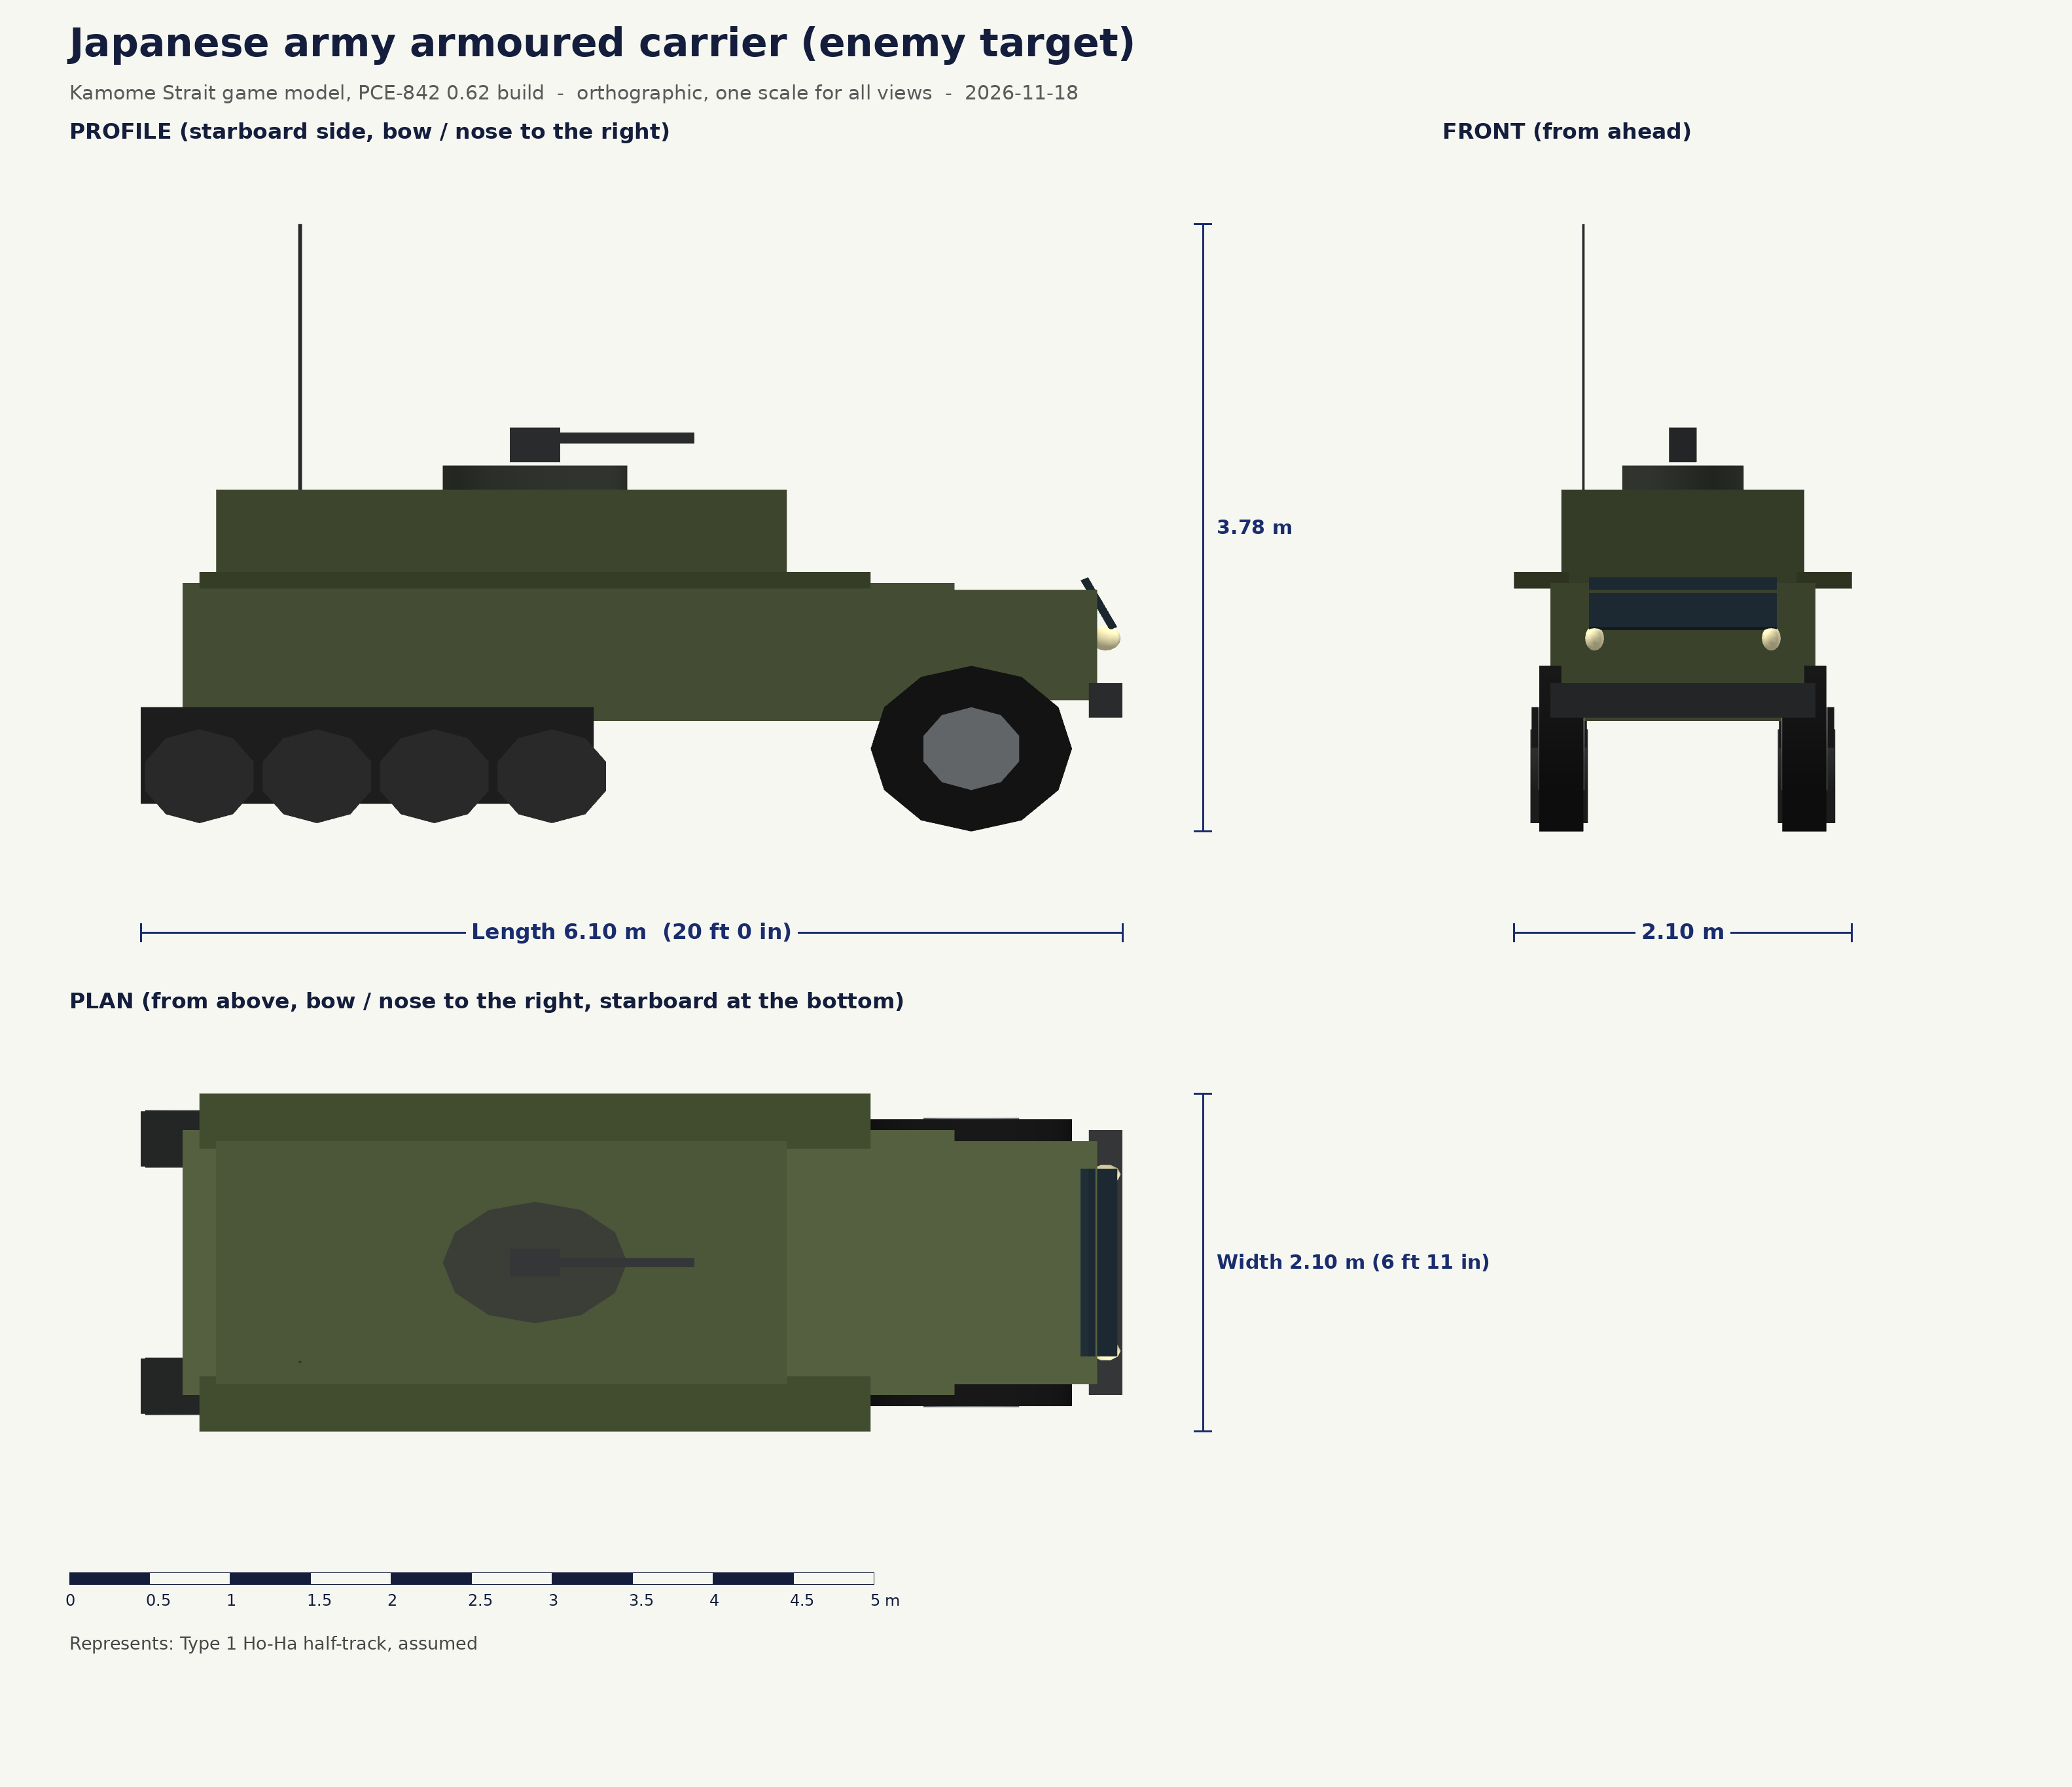 Japanese army armoured carrier (enemy target)
Kamome Strait game model, PCE-842 0.62 build - orthographic, one scale for all views - 2026-11-18
PROFILE (starboard side, bow / nose to the right)
FRONT (from ahead)
3.78 m
Length 6.10 m (20 ft 0 in)
2.10 m
PLAN (from above, bow / nose to the right, starboard at the bottom)
Width 2.10 m (6 ft 11 in)
0 0.5 1 1.5 2 2.5 3 3.5 4 4.5 5 m
Represents: Type 1 Ho-Ha half-track, assumed